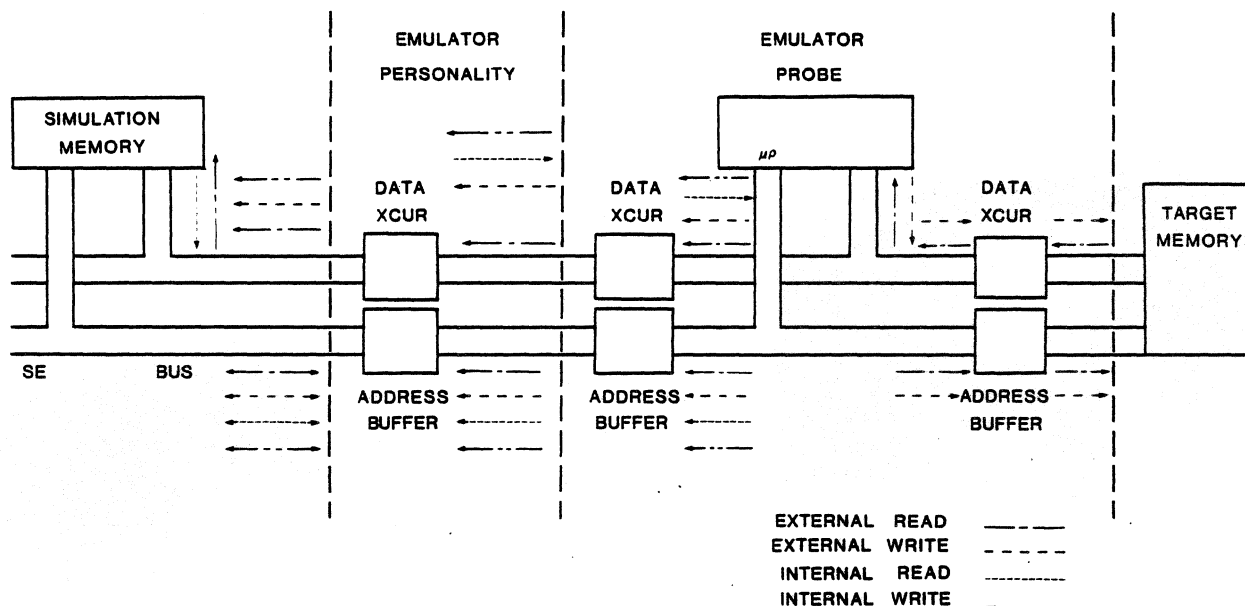 EMULATOR
PERSONALITY
EMULATOR
PROBE
SIMULATION
MEMORY
μp
DATA
XCUR
DATA
XCUR
DATA
XCUR
TARGET
MEMORY
SE BUS
ADDRESS
BUFFER
ADDRESS
BUFFER
ADDRESS
BUFFER
EXTERNAL READ
EXTERNAL WRITE
INTERNAL READ
INTERNAL WRITE